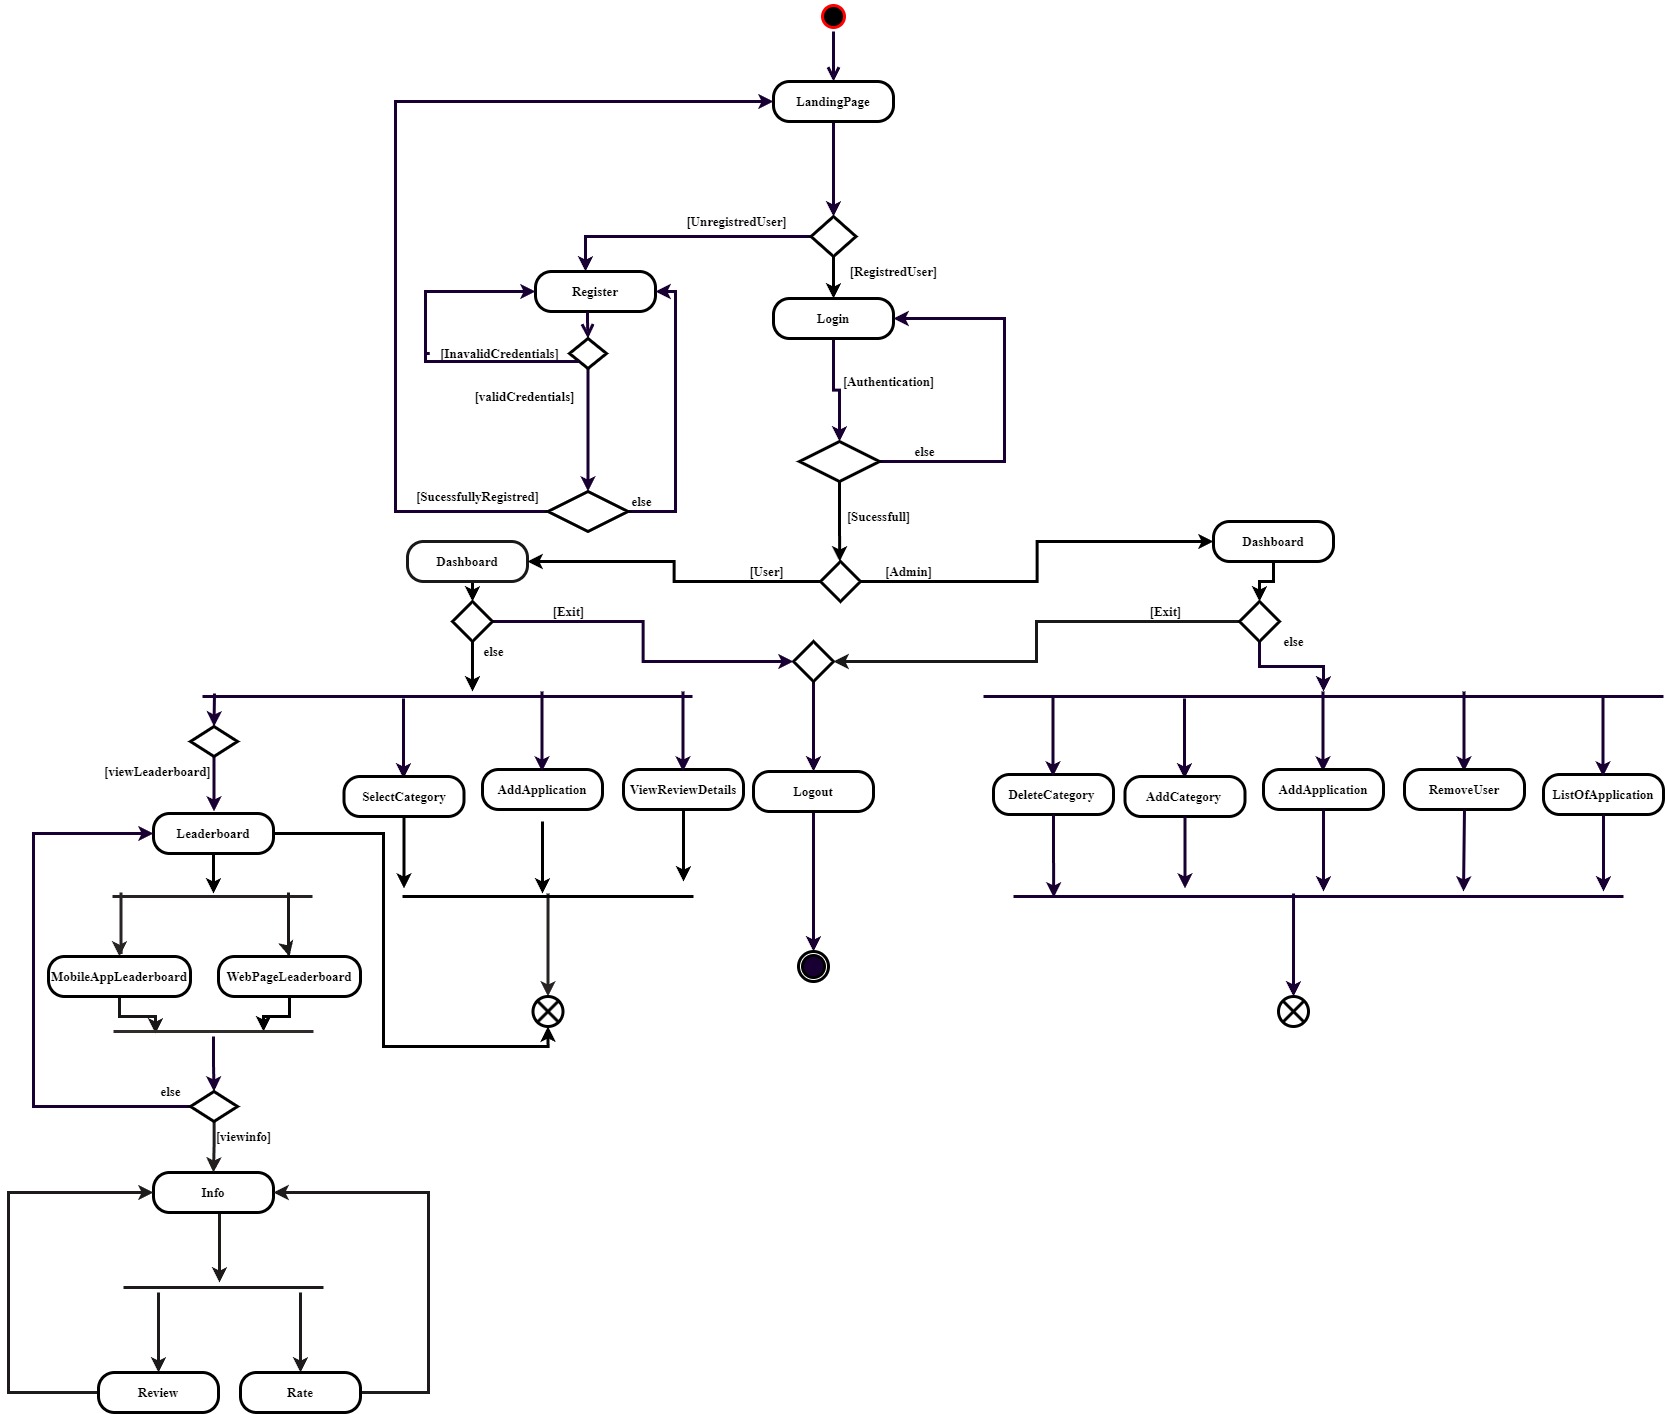 LandingPage
[UnregistredUser]
[RegistredUser]
Register
Login
[InavalidCredentials]
[Authentication]
[validCredentials]
else
[SucessfullyRegistred]
else
[Sucessfull]
Dashboard
Dashboard
[User]
[Admin]
[Exit]
[Exit]
else
else
[viewLeaderboard]
SelectCategory
AddApplication
ViewReviewDetails
Logout
DeleteCategory
AddCategory
AddApplication
RemoveUser
ListOfApplication
Leaderboard
MobileAppLeaderboard
WebPageLeaderboard
else
[viewinfo]
Info
Review
Rate